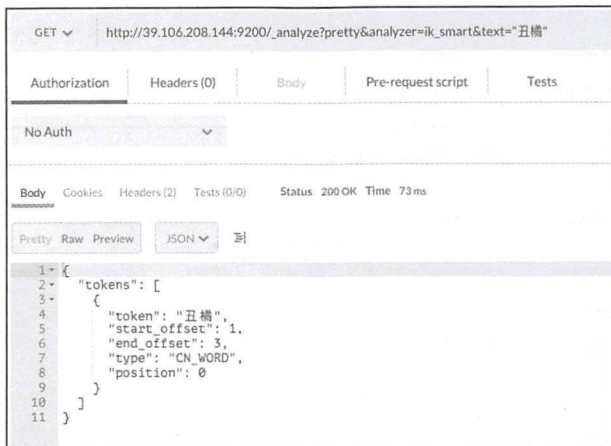 GET http://39.106.208.144:9200/_analyze?pretty&analyzer=ik_smart&text="丑橘"
Authorization Headers (0) Body Pre-request script Tests
No Auth
Body Cookies Headers (2) Tests (0/0) Status 200 OK Time 73 ms
Pretty Raw Preview JSON
1 {
2 "tokens": [
3 {
4 "token": "丑橘",
5 "start_offset": 1,
6 "end_offset": 3,
7 "type": "CN_WORD",
8 "position": 0
9 }
10 ]
11 }